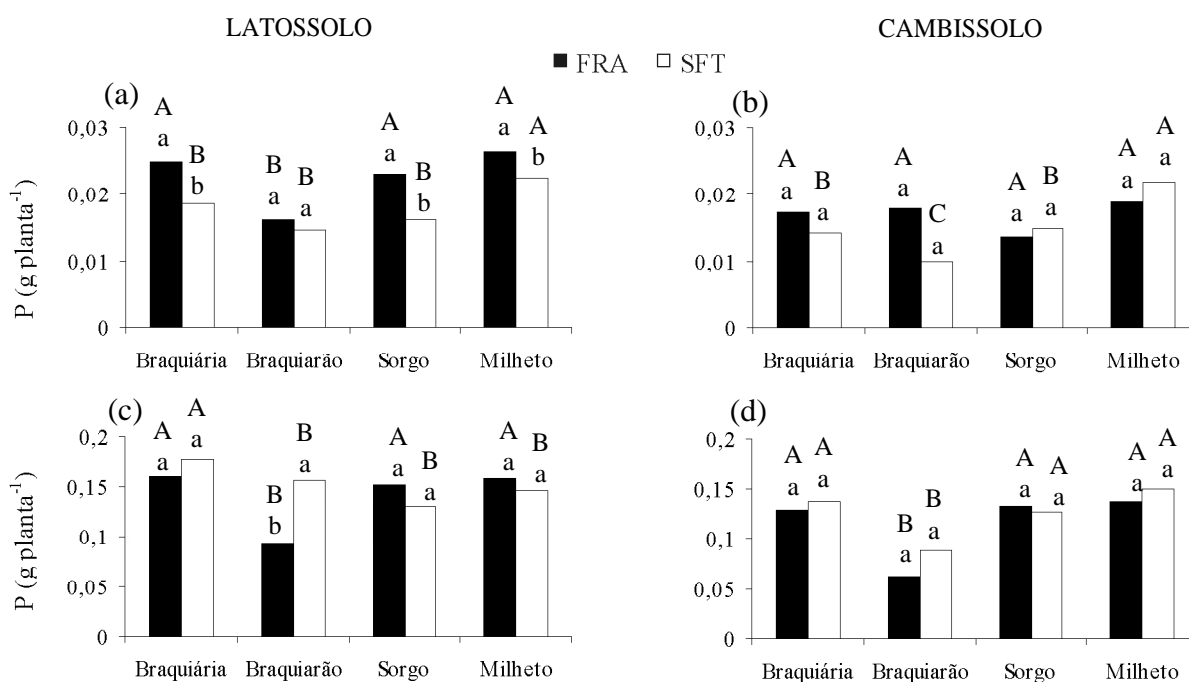 LATOSSOLO
CAMBISSOLO
■ FRA □ SFT
(a)
P (g planta⁻¹)
0,03
0,02
0,01
0
A
a
B
b
B
a
B
a
A
a
B
b
A
a
A
b
Braquiária Braquiarão Sorgo Milheto
(b)
0,03
0,02
0,01
0
A
a
B
a
A
a
C
a
A
a
B
a
A
a
A
a
Braquiária Braquiarão Sorgo Milheto
(c)
P (g planta⁻¹)
0,2
0,15
0,1
0,05
0
A
a
A
a
B
b
B
a
A
a
B
a
A
a
B
a
Braquiária Braquiarão Sorgo Milheto
(d)
0,2
0,15
0,1
0,05
0
A
a
A
a
B
a
B
a
A
a
A
a
A
a
A
a
Braquiária Braquiarão Sorgo Milheto